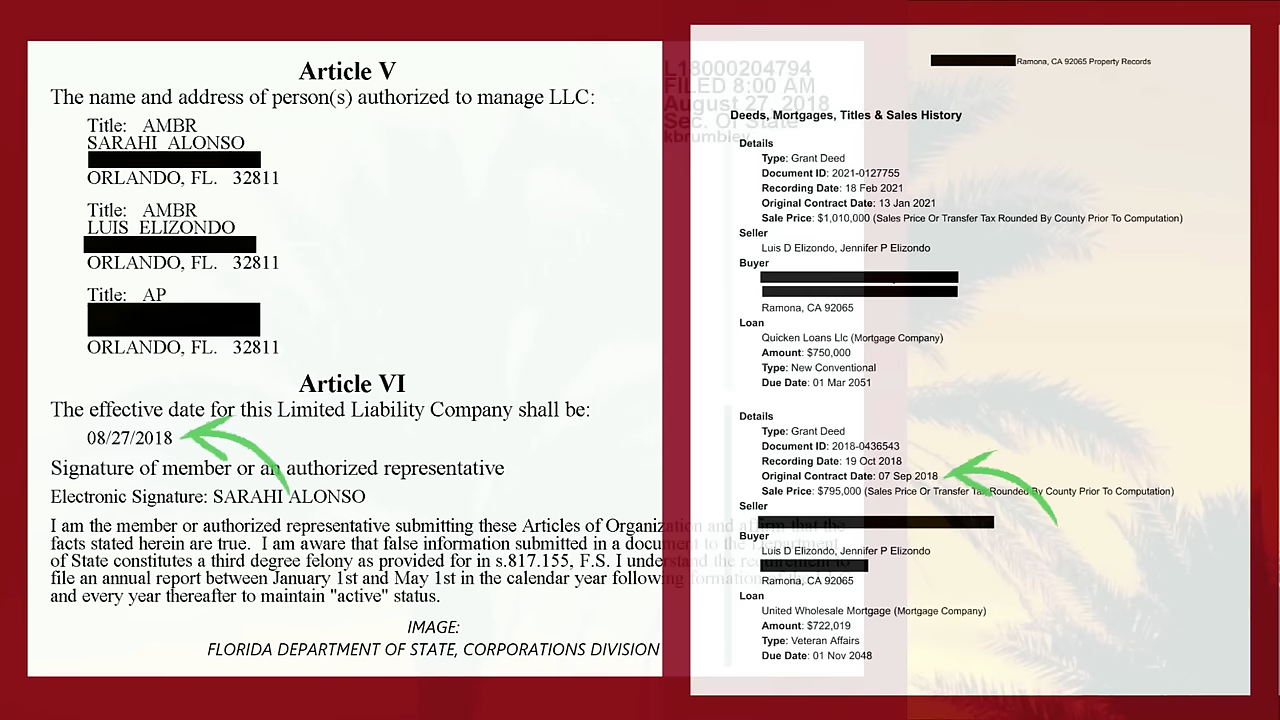 Article V
The name and address of person(s) authorized to manage LLC:
Title: AMBR
SARAHI ALONSO
ORLANDO, FL. 32811
Title: AMBR
LUIS ELIZONDO
ORLANDO, FL. 32811
Title: AP
ORLANDO, FL. 32811
Article VI
The effective date for this Limited Liability Company shall be:
08/27/2018
Signature of member or an authorized representative
Electronic Signature: SARAHI ALONSO
I am the member or authorized representative submitting these Articles of Organization and affirm that the
facts stated herein are true. I am aware that false information submitted in a document to the Department
of State constitutes a third degree felony as provided for in s.817.155, F.S. I understand the requirement to
file an annual report between January 1st and May 1st in the calendar year following formation of
and every year thereafter to maintain "active" status.
IMAGE:
FLORIDA DEPARTMENT OF STATE, CORPORATIONS DIVISION
L18000204794
FILED 8:00 AM
August 27, 2018
Sec. Of State
kbrumbley
Ramona, CA 92065 Property Records
Deeds, Mortgages, Titles & Sales History
Details
Type: Grant Deed
Document ID: 2021-0127755
Recording Date: 18 Feb 2021
Original Contract Date: 13 Jan 2021
Sale Price: $1,010,000 (Sales Price Or Transfer Tax Rounded By County Prior To Computation)
Seller
Luis D Elizondo, Jennifer P Elizondo
Buyer
Ramona, CA 92065
Loan
Quicken Loans Llc (Mortgage Company)
Amount: $750,000
Type: New Conventional
Due Date: 01 Mar 2051
Details
Type: Grant Deed
Document ID: 2018-0436543
Recording Date: 19 Oct 2018
Original Contract Date: 07 Sep 2018
Sale Price: $795,000 (Sales Price Or Transfer Tax Rounded By County Prior To Computation)
Seller
Buyer
Luis D Elizondo, Jennifer P Elizondo
Ramona, CA 92065
Loan
United Wholesale Mortgage (Mortgage Company)
Amount: $722,019
Type: Veteran Affairs
Due Date: 01 Nov 2048